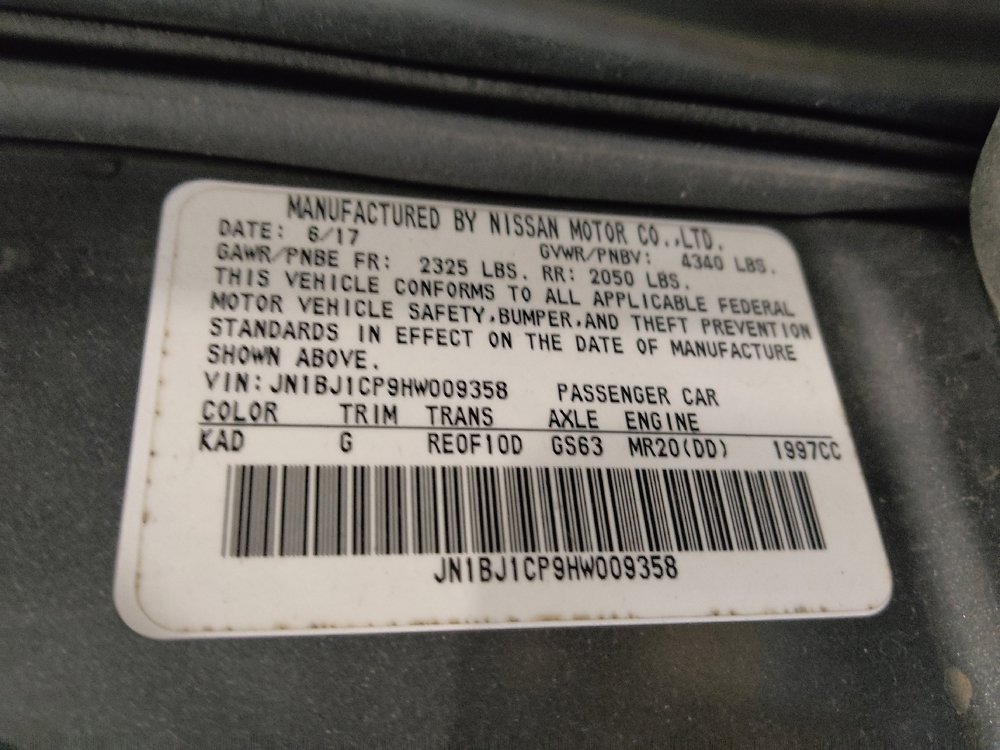 MANUFACTURED BY NISSAN MOTOR CO.,LTD.
DATE: 6/17 GVWR/PNBV: 4340 LBS.
GAWR/PNBE FR: 2325 LBS. RR: 2050 LBS.
THIS VEHICLE CONFORMS TO ALL APPLICABLE FEDERAL
MOTOR VEHICLE SAFETY,BUMPER,AND THEFT PREVENTION
STANDARDS IN EFFECT ON THE DATE OF MANUFACTURE
SHOWN ABOVE.
VIN: JN1BJ1CP9HW009358 PASSENGER CAR
COLOR TRIM TRANS AXLE ENGINE
KAD G RE0F10D GS63 MR20(DD) 1997CC
JN1BJ1CP9HW009358